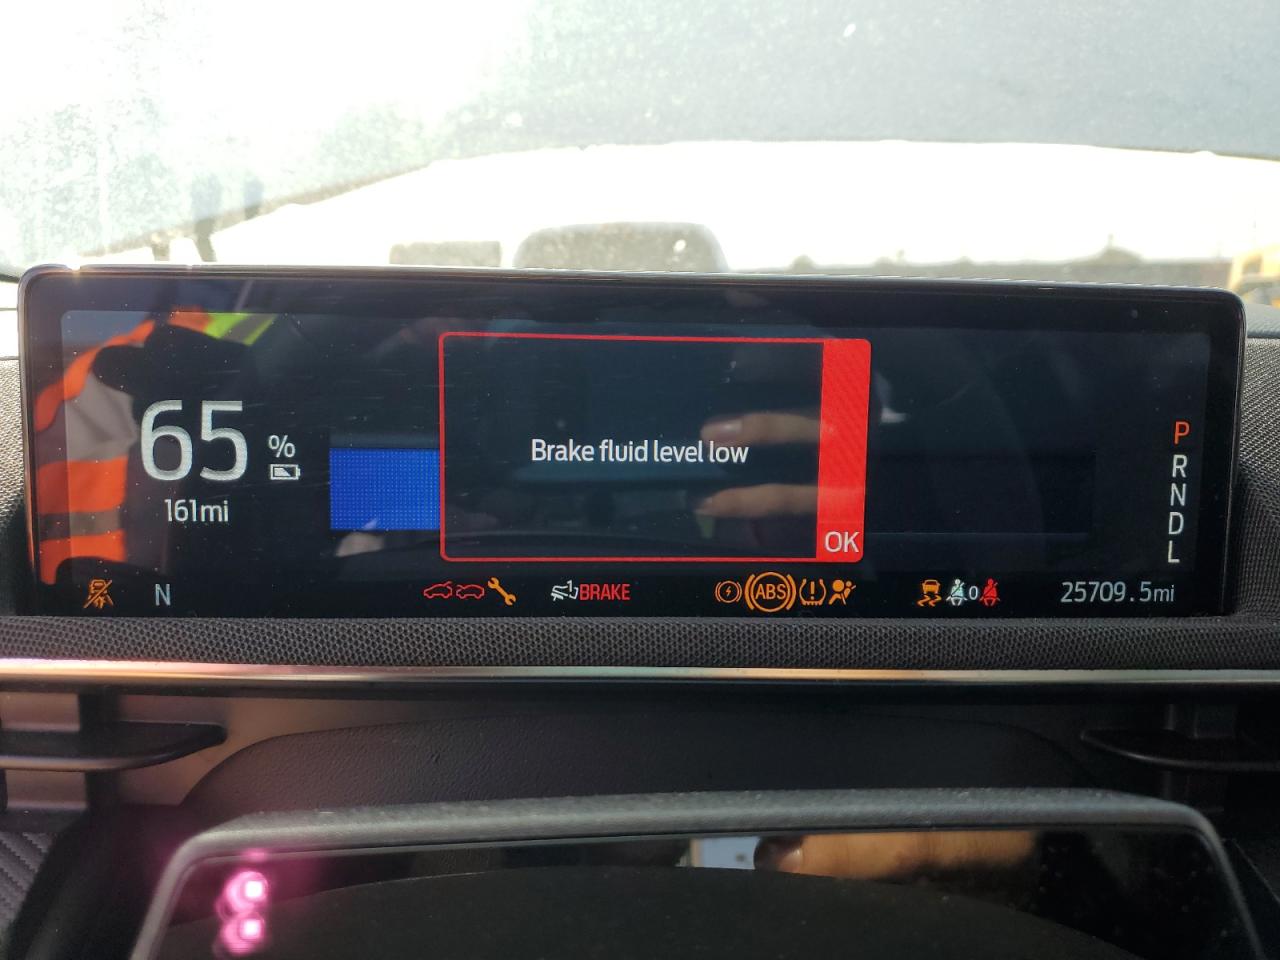 65 %
161mi
Brake fluid level low
OK
P
R
N
D
L
N
BRAKE
ABS
0
25709.5mi